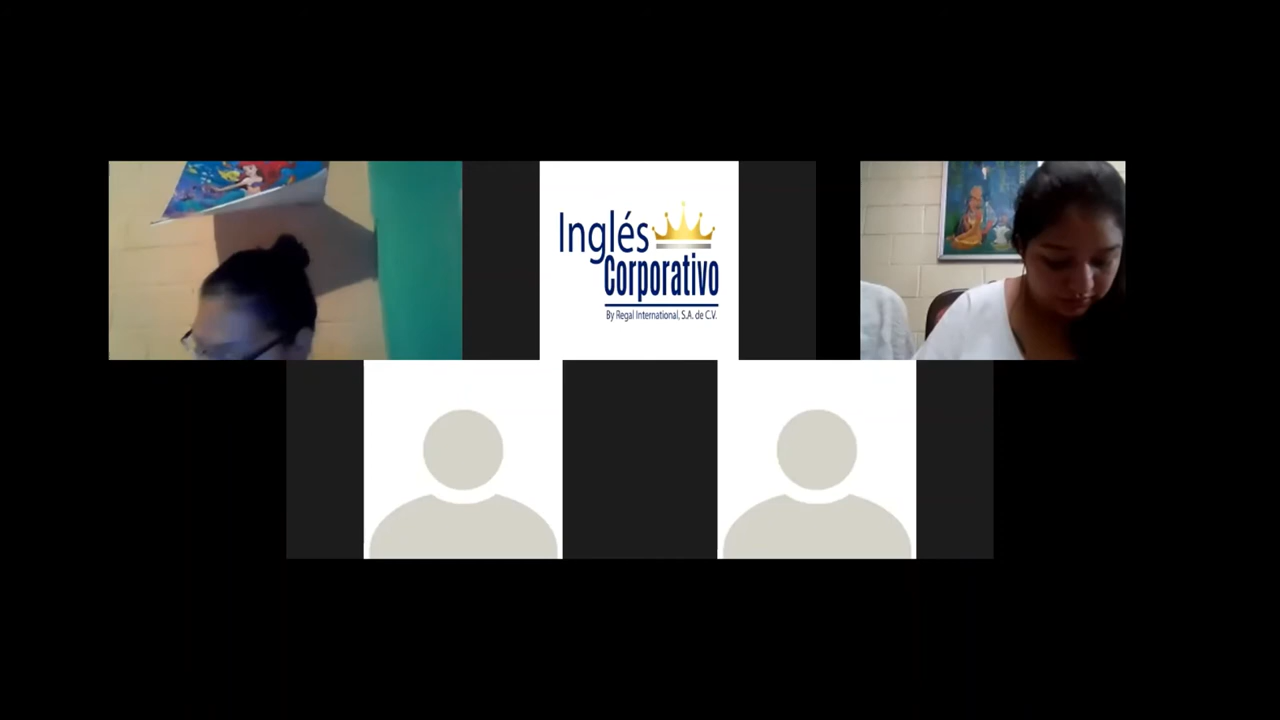 Inglés
Corporativo
By Regal International, S.A. de C.V.